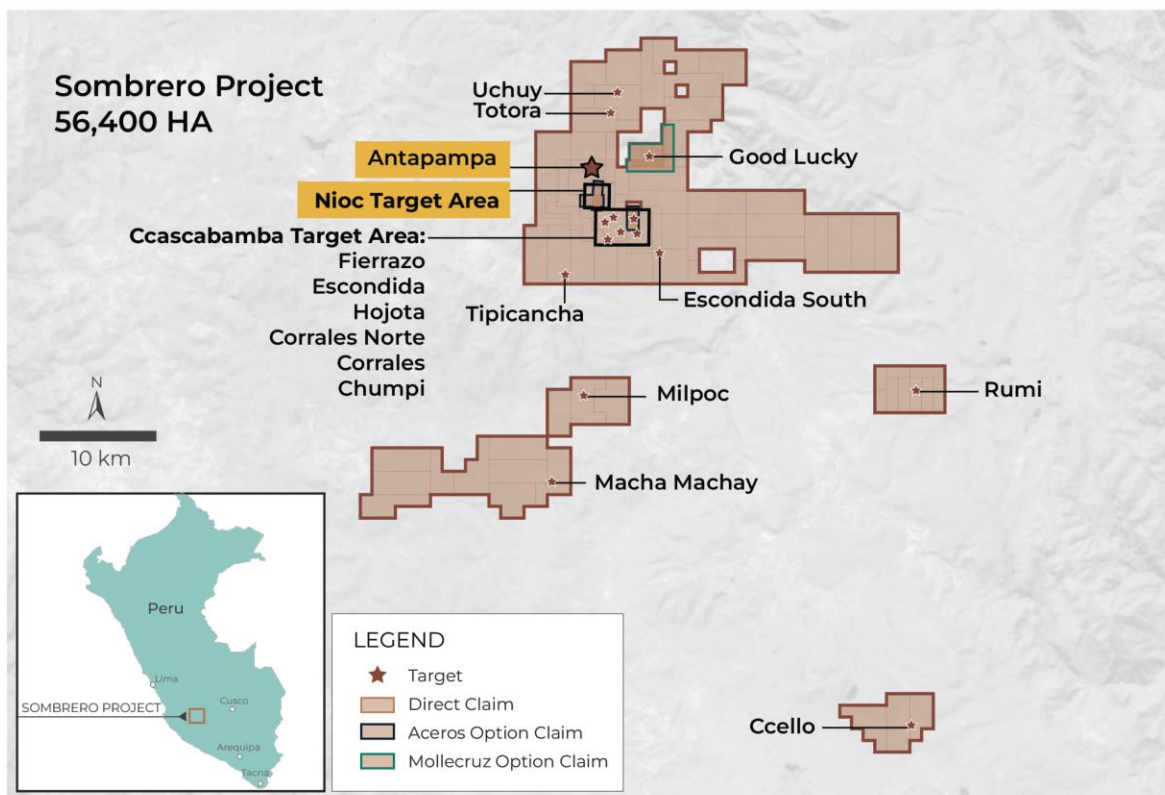 Sombrero Project
56,400 HA
Uchuy
Totora
Antapampa
Good Lucky
Nioc Target Area
Ccascabamba Target Area:
Fierrazo
Escondida
Hojota
Corrales Norte
Corrales
Chumpi
Tipicancha
Escondida South
Milpoc
Rumi
Macha Machay
Ccello
N
10 km
Peru
Lima
Cusco
SOMBRERO PROJECT
Arequipa
Tacna
LEGEND
Target
Direct Claim
Aceros Option Claim
Mollecruz Option Claim